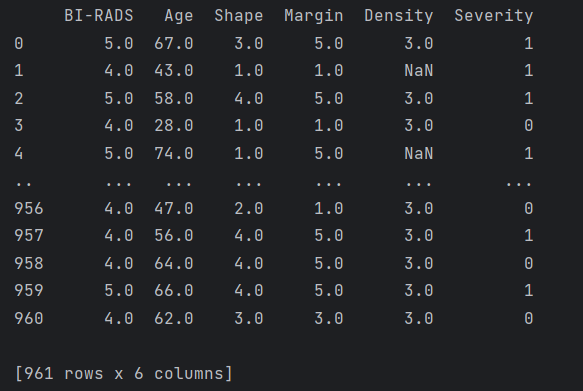 BI-RADS Age Shape Margin Density Severity
0 5.0 67.0 3.0 5.0 3.0 1
1 4.0 43.0 1.0 1.0 NaN 1
2 5.0 58.0 4.0 5.0 3.0 1
3 4.0 28.0 1.0 1.0 3.0 0
4 5.0 74.0 1.0 5.0 NaN 1
.. ... ... ... ... ... ...
956 4.0 47.0 2.0 1.0 3.0 0
957 4.0 56.0 4.0 5.0 3.0 1
958 4.0 64.0 4.0 5.0 3.0 0
959 5.0 66.0 4.0 5.0 3.0 1
960 4.0 62.0 3.0 3.0 3.0 0
[961 rows x 6 columns]